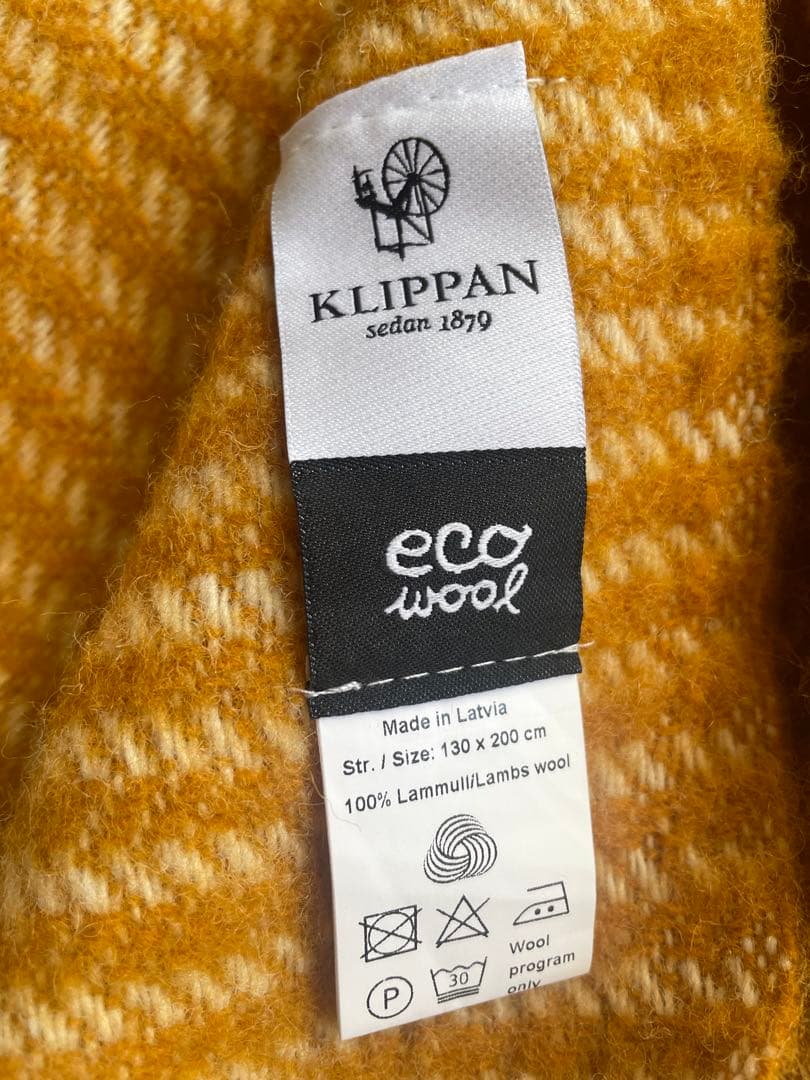 KLIPPAN
sedan 1879
eco
wool
Made in Latvia
Str. / Size: 130 x 200 cm
100% Lammull/Lambs wool
Wool
program
only
P
30